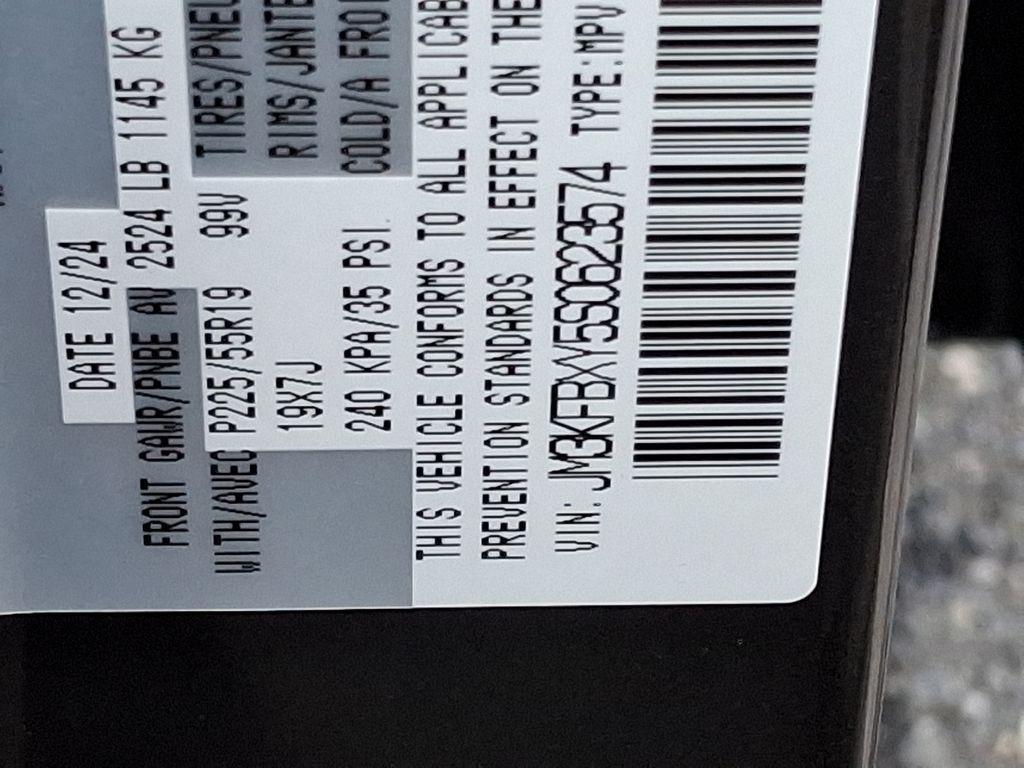 DATE 12/24
FRONT GAWR/PNBE AV 2524 LB 1145 KG
WITH/AVEC P225/55R19 99V TIRES/PNEU
19X7J RIMS/JANTE
240 KPA/35 PSI. COLD/A FROI
THIS VEHICLE CONFORMS TO ALL APPLICAB
PREVENTION STANDARDS IN EFFECT ON THE
VIN: JM3KFBXY5S0623574 TYPE:MPV